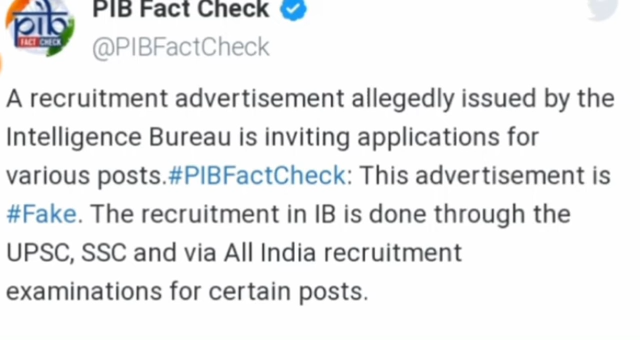 pib
FACT CHECK
PIB Fact Check
@PIBFactCheck
A recruitment advertisement allegedly issued by the
Intelligence Bureau is inviting applications for
various posts.#PIBFactCheck: This advertisement is
#Fake. The recruitment in IB is done through the
UPSC, SSC and via All India recruitment
examinations for certain posts.